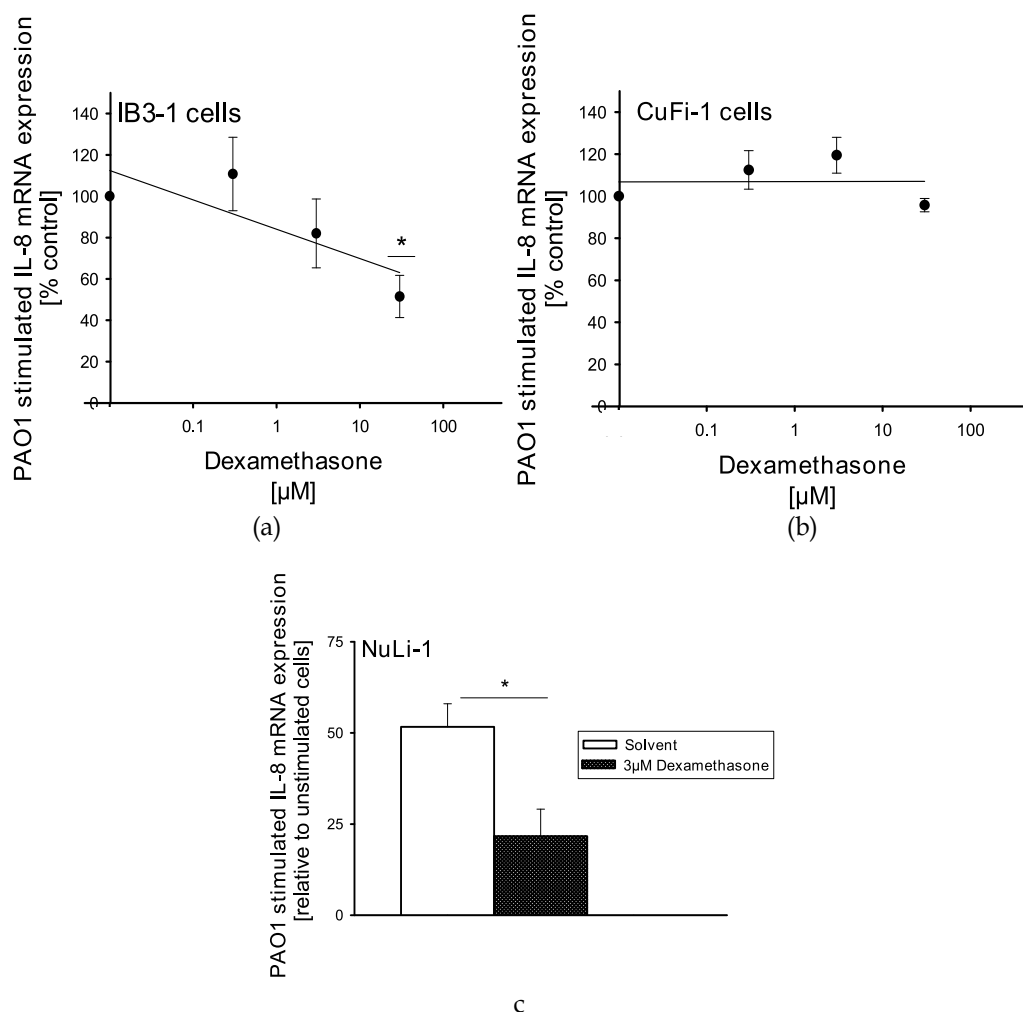 PAO1 stimulated IL-8 mRNA expression
[% control]
IB3-1 cells
140
120
100
80
60
40
20
0
0.1
1
10
100
*
Dexamethasone
[µM]
(a)
PAO1 stimulated IL-8 mRNA expression
[% control]
CuFi-1 cells
140
120
100
80
60
40
20
0
0.1
1
10
100
Dexamethasone
[µM]
(b)
PAO1 stimulated IL-8 mRNA expression
[relative to unstimulated cells]
NuLi-1
75
50
25
0
*
Solvent
3µM Dexamethasone
c